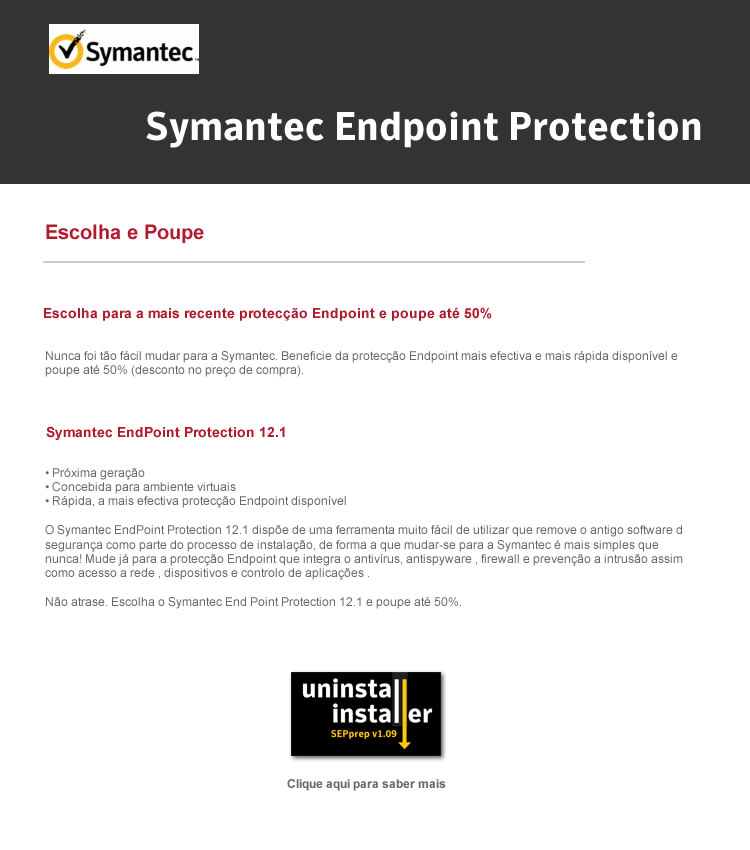 Symantec
Symantec Endpoint Protection
Escolha e Poupe
Escolha para a mais recente protecção Endpoint e poupe até 50%
Nunca foi tão fácil mudar para a Symantec. Beneficie da protecção Endpoint mais efectiva e mais rápida disponível e
poupe até 50% (desconto no preço de compra).
Symantec EndPoint Protection 12.1
• Próxima geração
• Concebida para ambiente virtuais
• Rápida, a mais efectiva protecção Endpoint disponível
O Symantec EndPoint Protection 12.1 dispõe de uma ferramenta muito fácil de utilizar que remove o antigo software d
segurança como parte do processo de instalação, de forma a que mudar-se para a Symantec é mais simples que
nunca! Mude já para a protecção Endpoint que integra o antivírus, antispyware , firewall e prevenção a intrusão assim
como acesso a rede , dispositivos e controlo de aplicações .
Não atrase. Escolha o Symantec End Point Protection 12.1 e poupe até 50%.
uninstall
installer
SEPprep v1.09
Clique aqui para saber mais